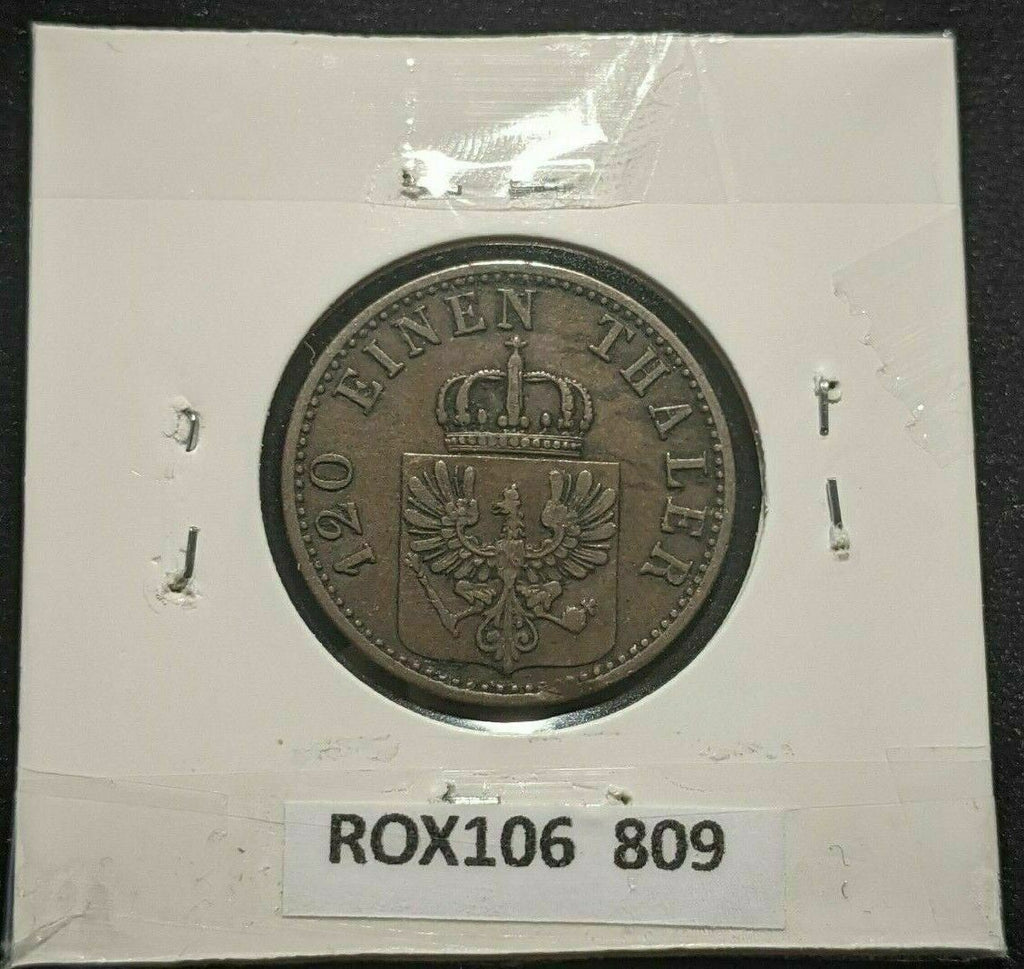 120 EINEN THALER
ROX106 809